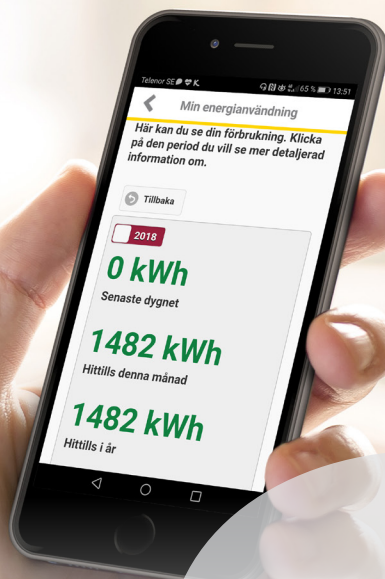 Telenor SE K. 65 % 13:51
Min energianvändning
Här kan du se din förbrukning. Klicka
på den period du vill se mer detaljerad
information om.
Tillbaka
2018
0 kWh
Senaste dygnet
1482 kWh
Hittills denna månad
1482 kWh
Hittills i år